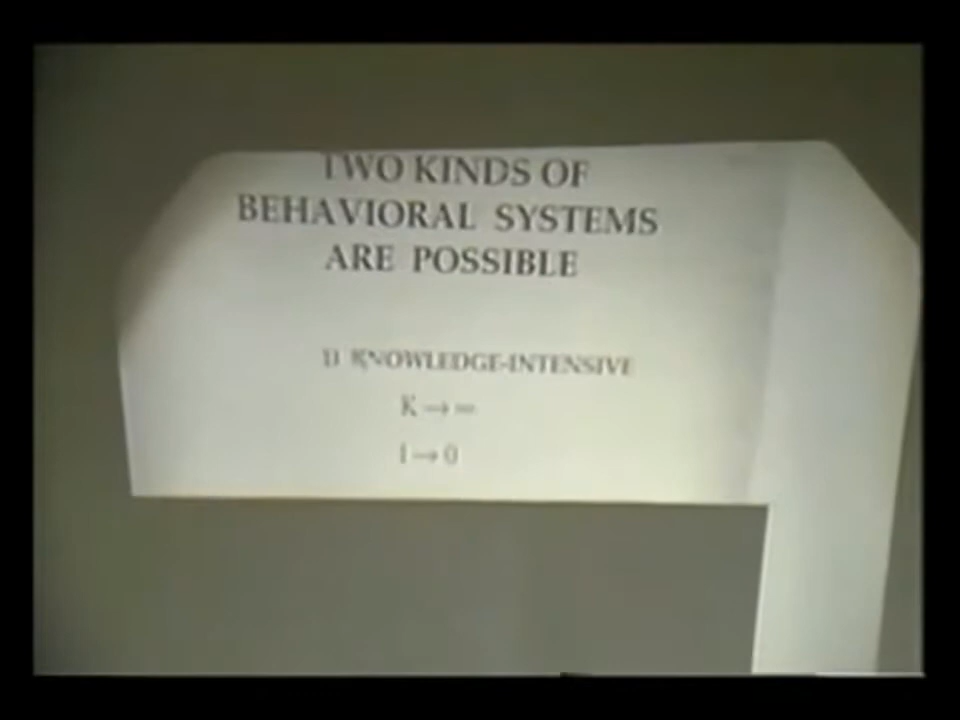 TWO KINDS OF
BEHAVIORAL SYSTEMS
ARE POSSIBLE
1) KNOWLEDGE-INTENSIVE
K → ∞
I → 0